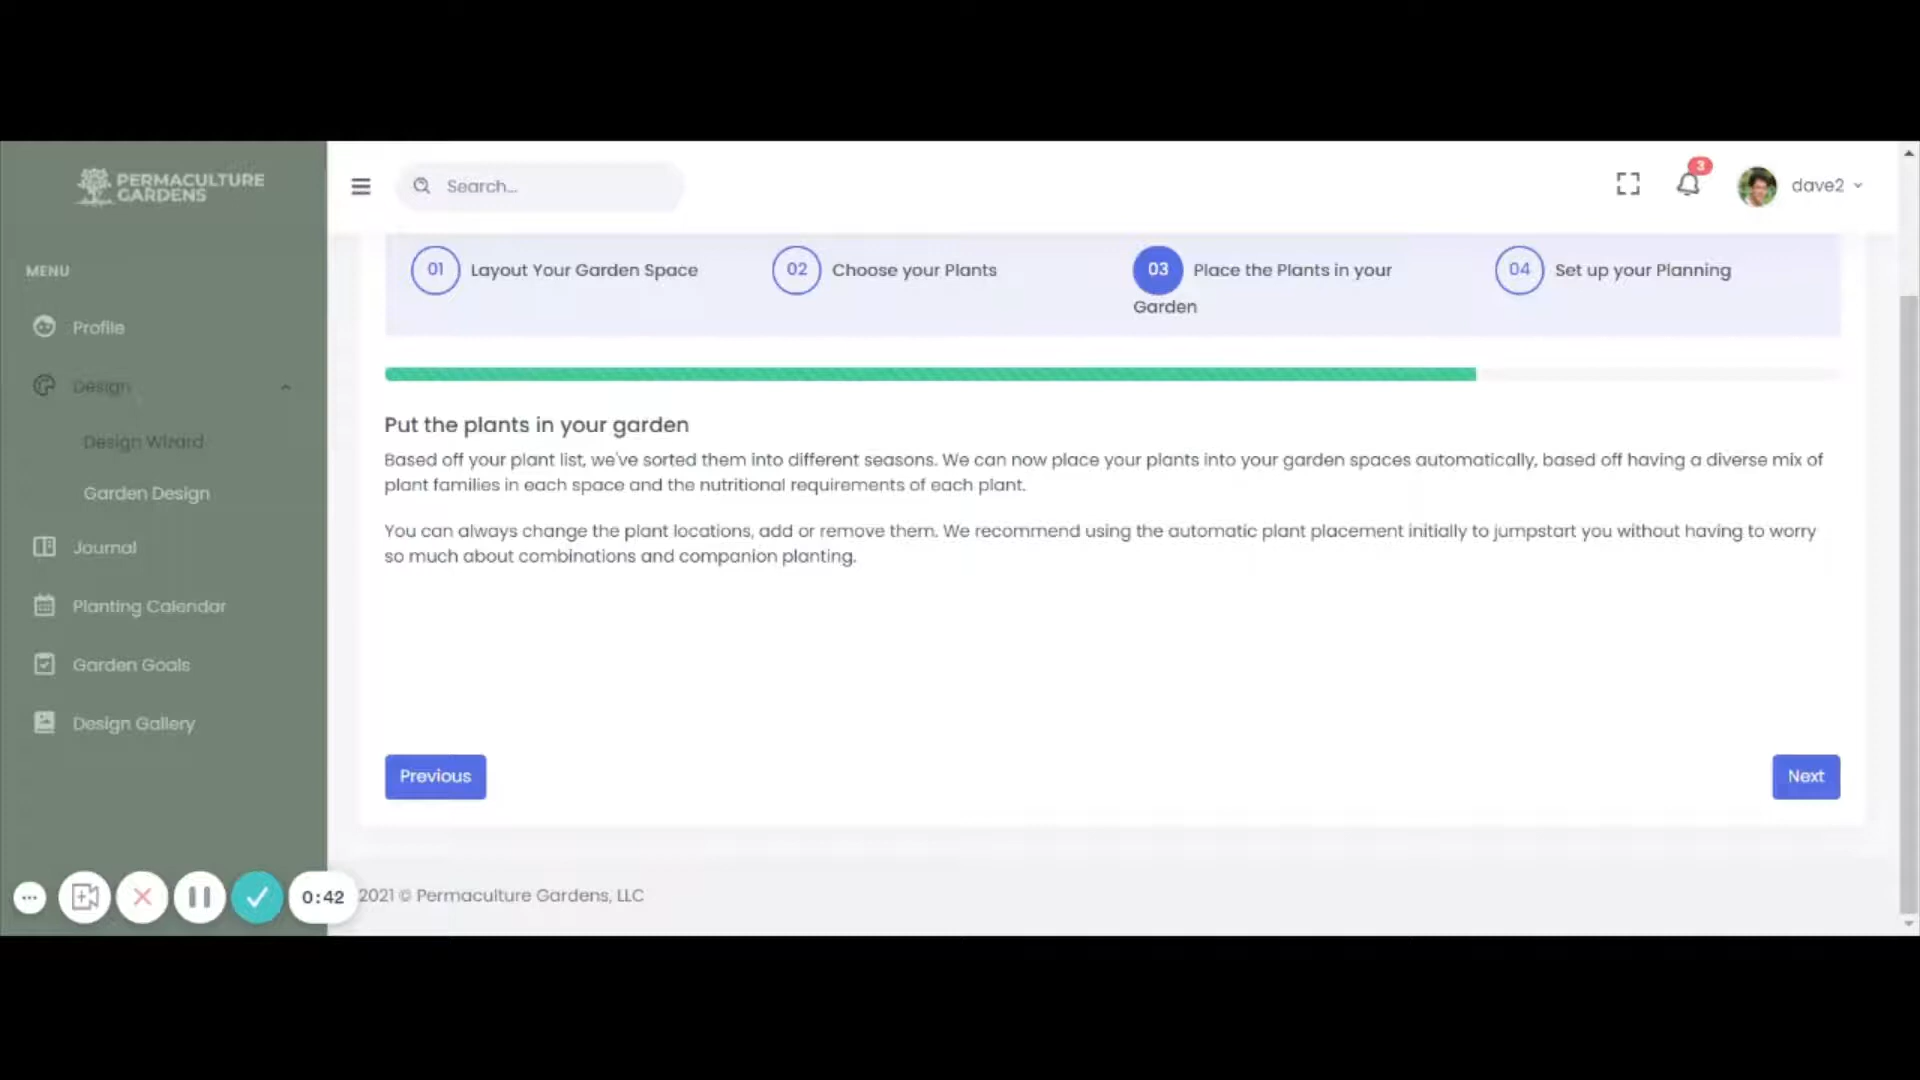 PERMACULTURE
GARDENS
Search...
3
dave2
MENU
Profile
Design
Design Wizard
Garden Design
Journal
Planting Calendar
Garden Goals
Design Gallery
01 Layout Your Garden Space
02 Choose your Plants
03 Place the Plants in your
Garden
04 Set up your Planning
Put the plants in your garden
Based off your plant list, we've sorted them into different seasons. We can now place your plants into your garden spaces automatically, based off having a diverse mix of
plant families in each space and the nutritional requirements of each plant.
You can always change the plant locations, add or remove them. We recommend using the automatic plant placement initially to jumpstart you without having to worry
so much about combinations and companion planting.
Previous
Next
0:42
2021 © Permaculture Gardens, LLC